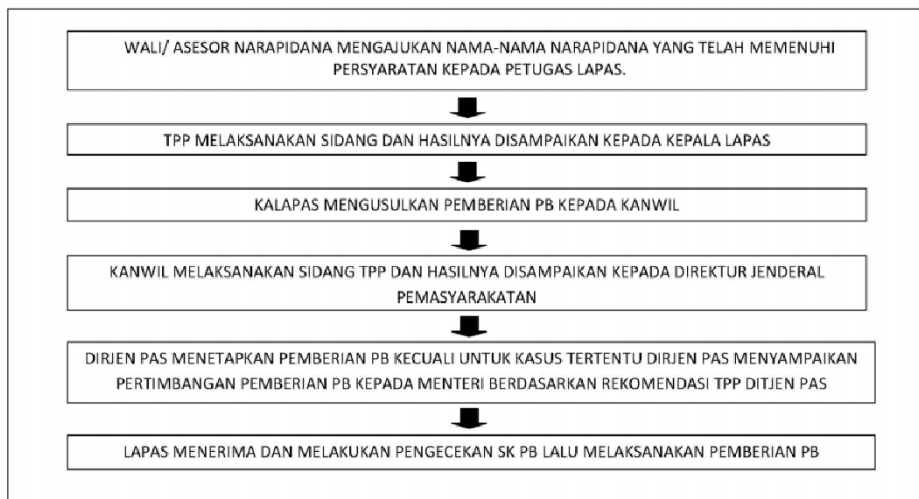 WALI/ ASESOR NARAPIDANA MENGAJUKAN NAMA-NAMA NARAPIDANA YANG TELAH MEMENUHI
PERSYARATAN KEPADA PETUGAS LAPAS.
TPP MELAKSANAKAN SIDANG DAN HASILNYA DISAMPAIKAN KEPADA KEPALA LAPAS
KALAPAS MENGUSULKAN PEMBERIAN PB KEPADA KANWIL
KANWIL MELAKSANAKAN SIDANG TPP DAN HASILNYA DISAMPAIKAN KEPADA DIREKTUR JENDERAL
PEMASYARAKATAN
DIRJEN PAS MENETAPKAN PEMBERIAN PB KECUALI UNTUK KASUS TERTENTU DIRJEN PAS MENYAMPAIKAN
PERTIMBANGAN PEMBERIAN PB KEPADA MENTERI BERDASARKAN REKOMENDASI TPP DITJEN PAS
LAPAS MENERIMA DAN MELAKUKAN PENGECEKAN SK PB LALU MELAKSANAKAN PEMBERIAN PB